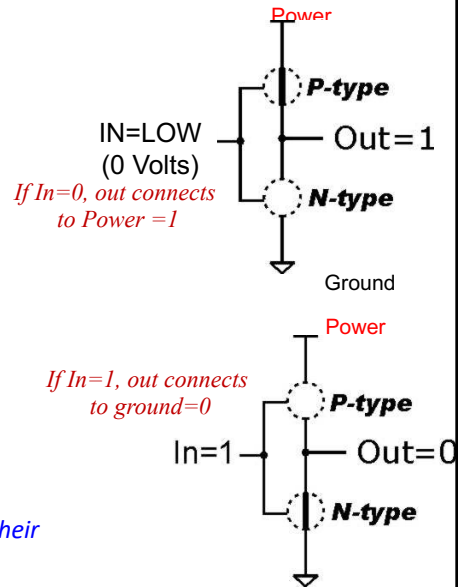 Power
P-type
IN=LOW
(0 Volts)
Out=1
If In=0, out connects
to Power =1
N-type
Ground
Power
If In=1, out connects
to ground=0
P-type
In=1
Out=0
N-type
heir